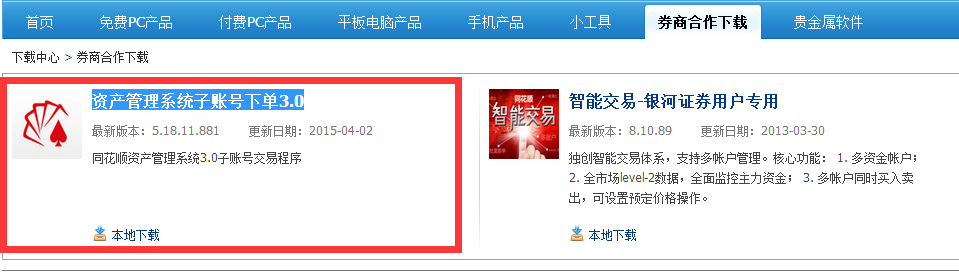 首页 免费PC产品 付费PC产品 平板电脑产品 手机产品 小工具 券商合作下载 贵金属软件
下载中心 > 券商合作下载
资产管理系统子账号下单3.0
最新版本：5.18.11.881 更新日期：2015-04-02
同花顺资产管理系统3.0子账号交易程序
本地下载
同花顺
智能交易
智能交易-银河证券用户专用
最新版本：8.10.89 更新日期：2013-03-30
独创智能交易体系，支持多帐户管理。核心功能： 1. 多资金帐户；
2. 全市场level-2数据，全面监控主力资金； 3. 多帐户同时买入卖
出，可设置预定价格操作。
本地下载